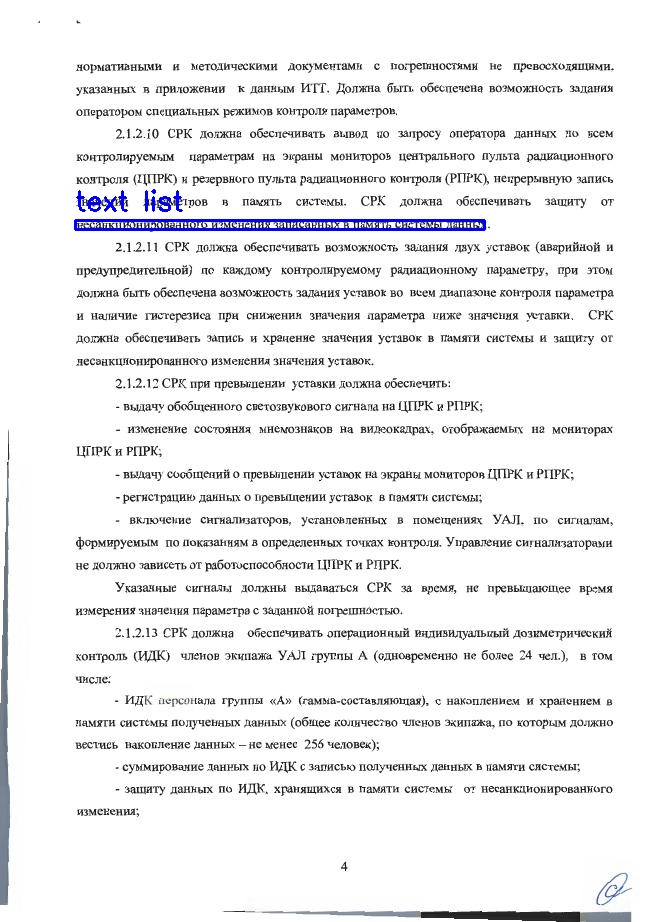 нормативными и методическими документами с погрешностями не превосходящими,
указанных в приложении к данным ИТТ. Должна быть обеспечена возможность задания
оператором специальных режимов контроля параметров.
2.1.2.10 СРК должна обеспечивать вывод по запросу оператора данных по всем
контролируемым параметрам на экраны мониторов центрального пульта радиационного
контроля (ЦПРК) и резервного пульта радиационного контроля (РПРК), непрерывную запись
text list
параметров в память системы. СРК должна обеспечивать защиту от
несанкционированного изменения записанных в память системы данных.
2.1.2.11 СРК должна обеспечивать возможность задания двух уставок (аварийной и
предупредительной) по каждому контролируемому радиационному параметру, при этом
должна быть обеспечена возможность задания уставок во всем диапазоне контроля параметра
и наличие гистерезиса при снижении значения параметра ниже значения уставки. СРК
должна обеспечивать запись и хранение значения уставок в памяти системы и защиту от
несанкционированного изменения значения уставок.
2.1.2.12 СРК при превышении уставки должна обеспечить:
- выдачу обобщенного светозвукового сигнала на ЦПРК и РПРК;
- изменение состояния мнемознаков на видеокадрах, отображаемых на мониторах
ЦПРК и РПРК;
- выдачу сообщений о превышении уставок на экраны мониторов ЦПРК и РПРК;
- регистрацию данных о превышении уставок в памяти системы;
- включение сигнализаторов, установленных в помещениях УАЛ, по сигналам,
формируемым по показаниям в определенных точках контроля. Управление сигнализаторами
не должно зависеть от работоспособности ЦПРК и РПРК.
Указанные сигналы должны выдаваться СРК за время, не превышающее время
измерения значения параметра с заданной погрешностью.
2.1.2.13 СРК должна обеспечивать операционный индивидуальный дозиметрический
контроль (ИДК) членов экипажа УАЛ группы А (одновременно не более 24 чел.), в том
числе:
- ИДК персонала группы «А» (гамма-составляющая), с накоплением и хранением в
памяти системы полученных данных (общее количество членов экипажа, по которым должно
вестись накопление данных – не менее 256 человек);
- суммирование данных по ИДК с записью полученных данных в памяти системы;
- защиту данных по ИДК, хранящихся в памяти системы от несанкционированного
изменения;
4